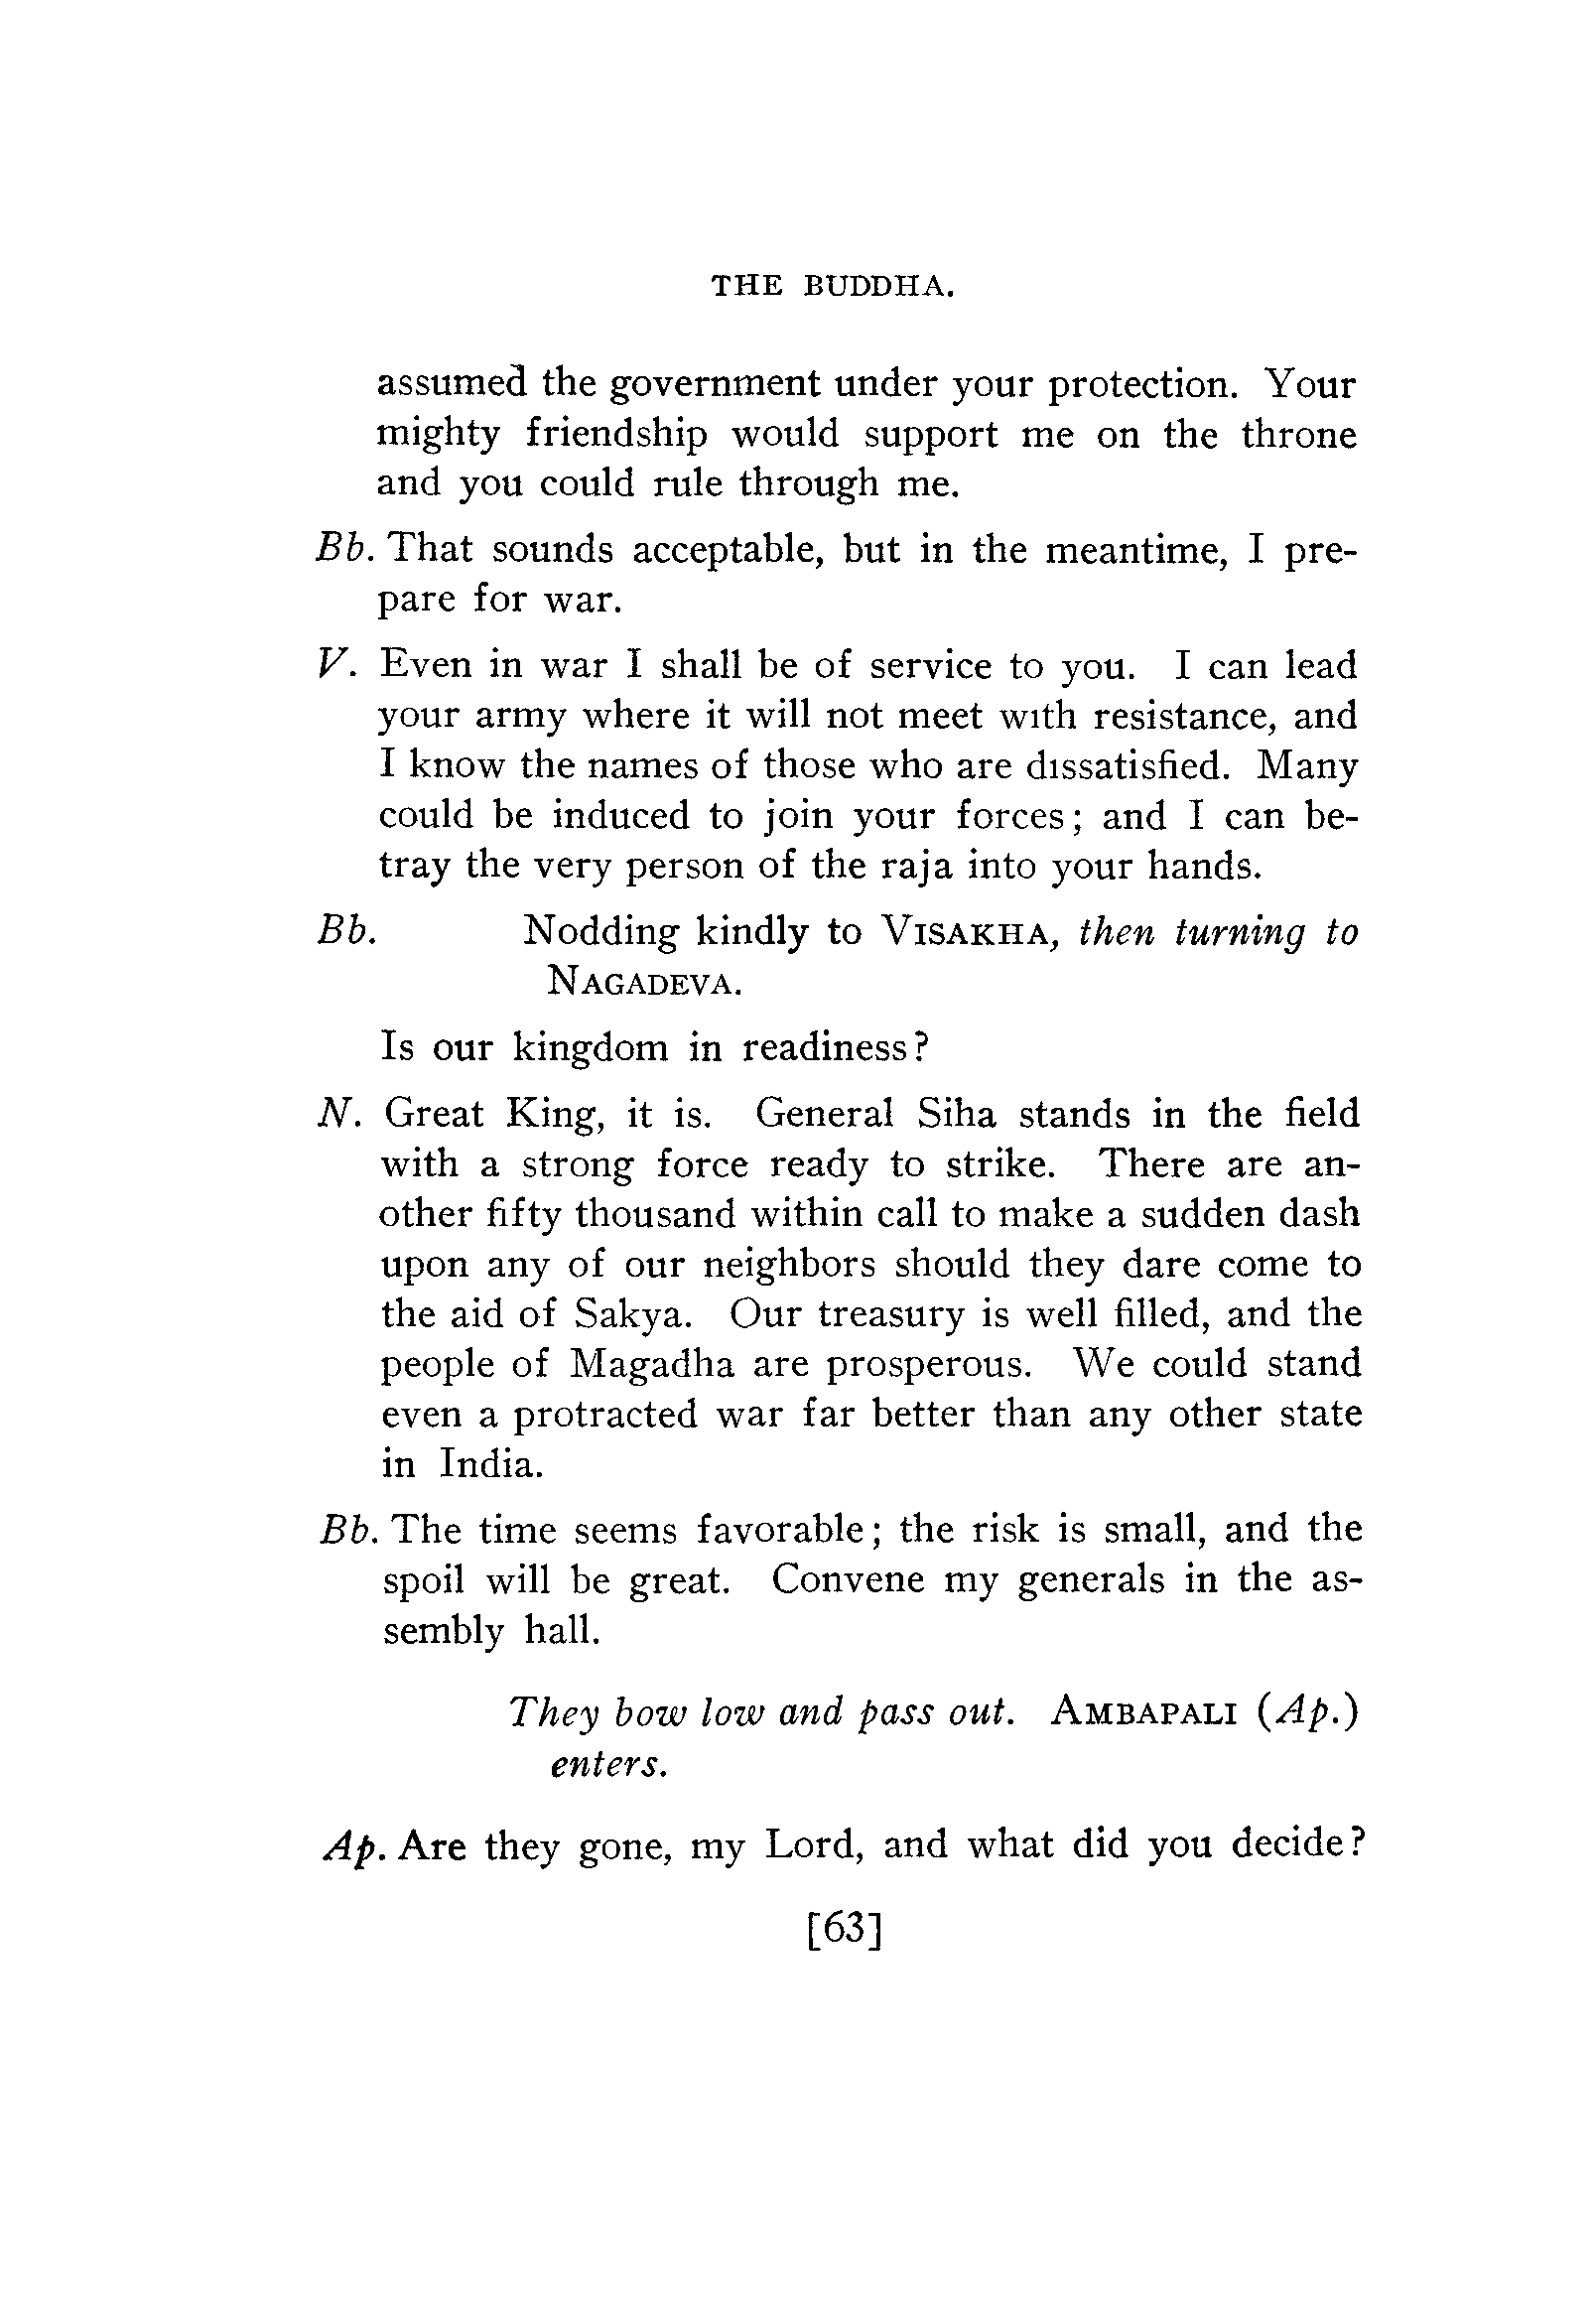 THE BUDDHA.
assumed the government under your protection. Your
mighty friendship would support me on the throne
and you could rule through me.
Bb. That sounds acceptable, but in the meantime, I pre-
pare for war.
V. Even in war I shall be of service to you. I can lead
your army where it will not meet with resistance, and
I know the names of those who are dissatisfied. Many
could be induced to join your forces; and I can be-
tray the very person of the raja into your hands.
Bb. Nodding kindly to VISAKHA, then turning to
NAGADEVA.
Is our kingdom in readiness?
N. Great King, it is. General Siha stands in the field
with a strong force ready to strike. There are an-
other fifty thousand within call to make a sudden dash
upon any of our neighbors should they dare come to
the aid of Sakya. Our treasury is well filled, and the
people of Magadha are prosperous. We could stand
even a protracted war far better than any other state
in India.
Bb. The time seems favorable; the risk is small, and the
spoil will be great. Convene my generals in the as-
sembly hall.
They bow low and pass out. AMBAPALI (Ap.)
enters.
Ap. Are they gone, my Lord, and what did you decide?
[63]